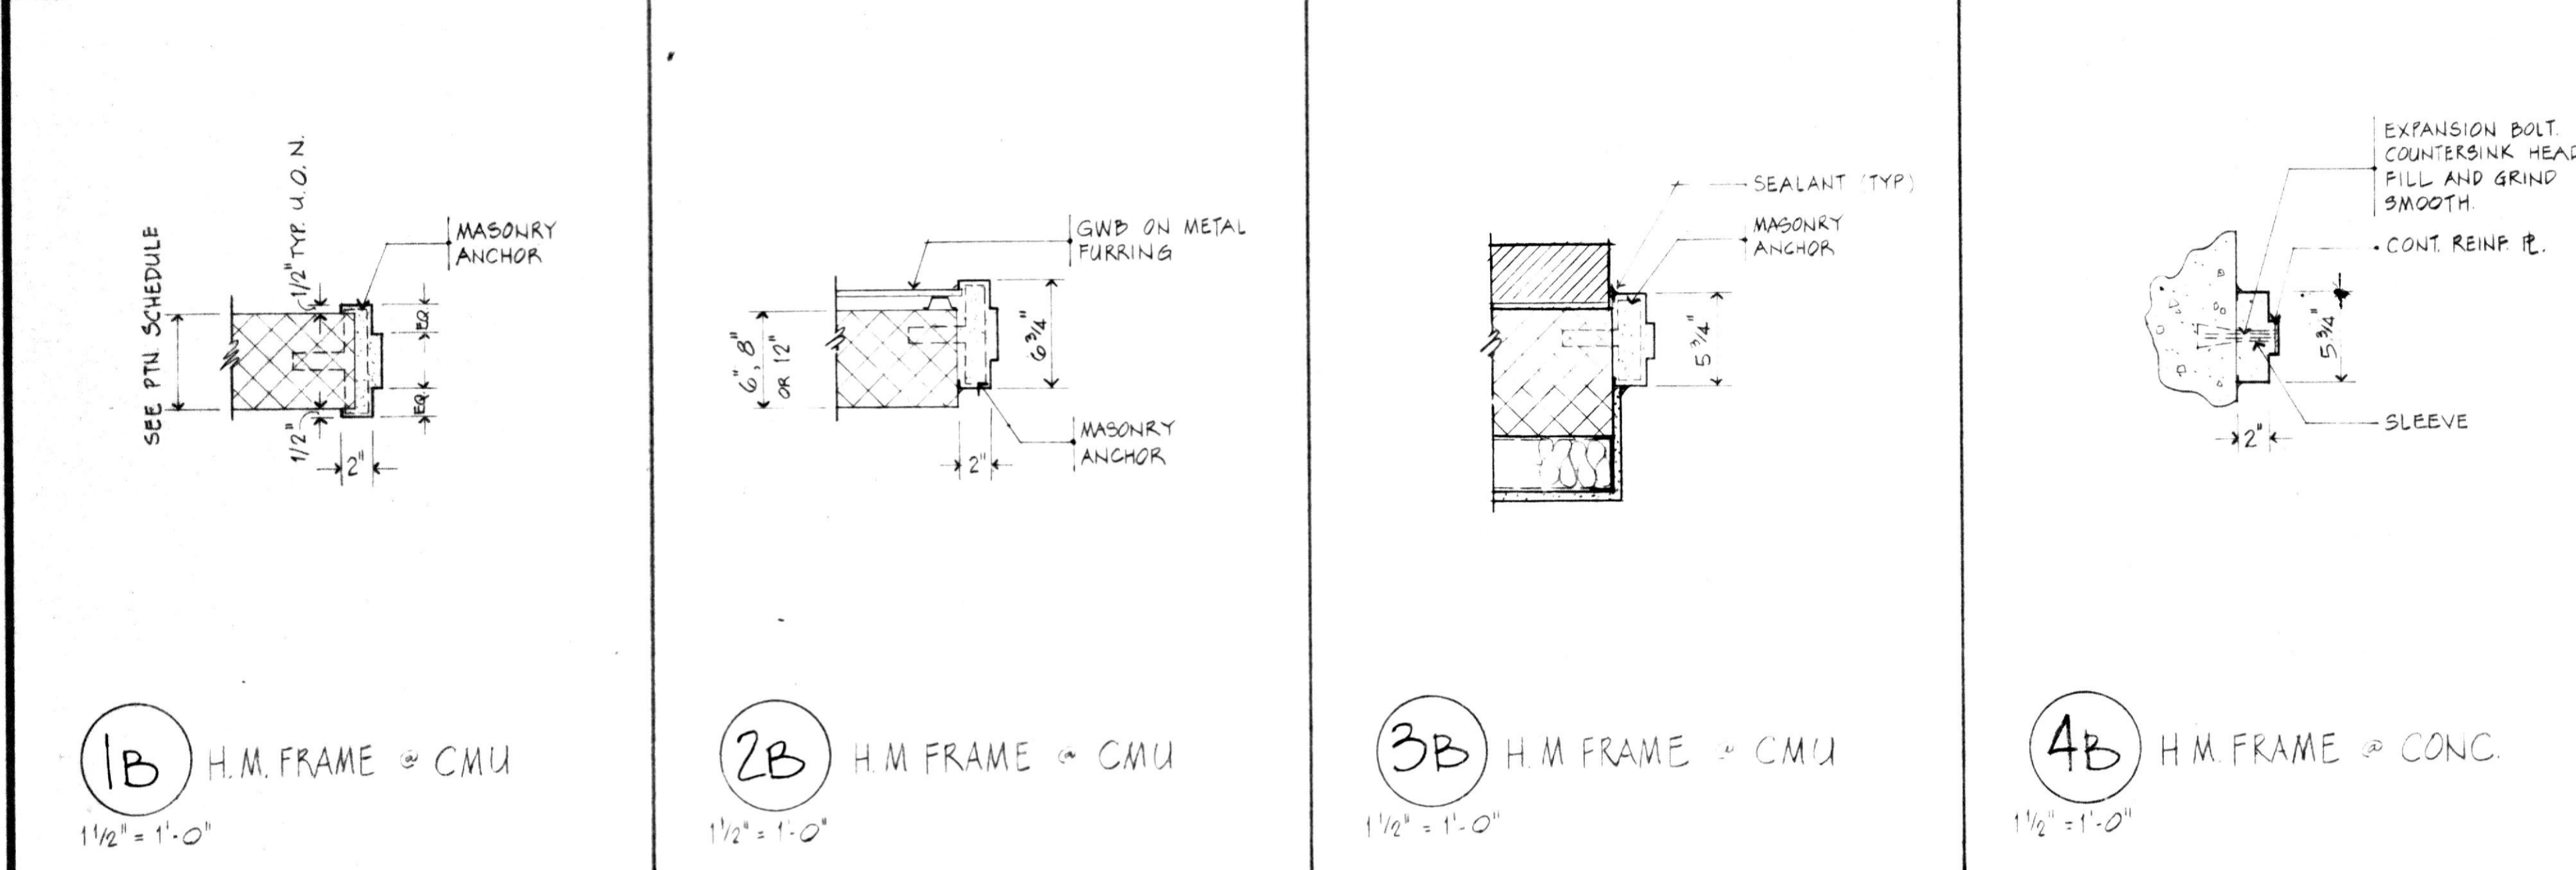 SEE PTN. SCHEDULE
1/2" TYP. U.O.N.
MASONRY
ANCHOR
EQ.
EQ.
1/2"
2"
1B H.M. FRAME @ CMU
1 1/2" = 1'-0"
GWB ON METAL
FURRING
6", 8"
OR 12"
6 3/4"
2"
MASONRY
ANCHOR
2B H.M FRAME @ CMU
1 1/2" = 1'-0"
SEALANT (TYP)
MASONRY
ANCHOR
5 3/4"
3B H.M FRAME @ CMU
1 1/2" = 1'-0"
EXPANSION BOLT.
COUNTERSINK HEAD
FILL AND GRIND
SMOOTH.
CONT. REINF. PL.
5 3/4"
2"
SLEEVE
4B H.M. FRAME @ CONC.
1 1/2" = 1'-0"